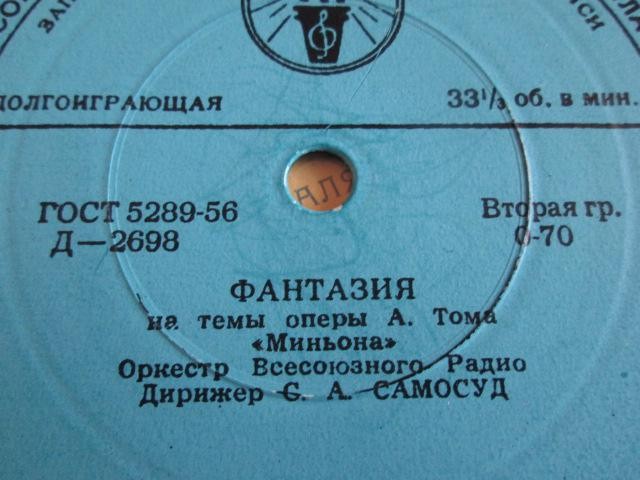 ДОЛГОИГРАЮЩАЯ 33⅓ об. в мин.
АЛЯ
ГОСТ 5289-56 Вторая гр.
Д—2698 0-70
ФАНТАЗИЯ
на темы оперы А. Тома
«Миньона»
Оркестр Всесоюзного Радио
Дирижер С. А. САМОСУД